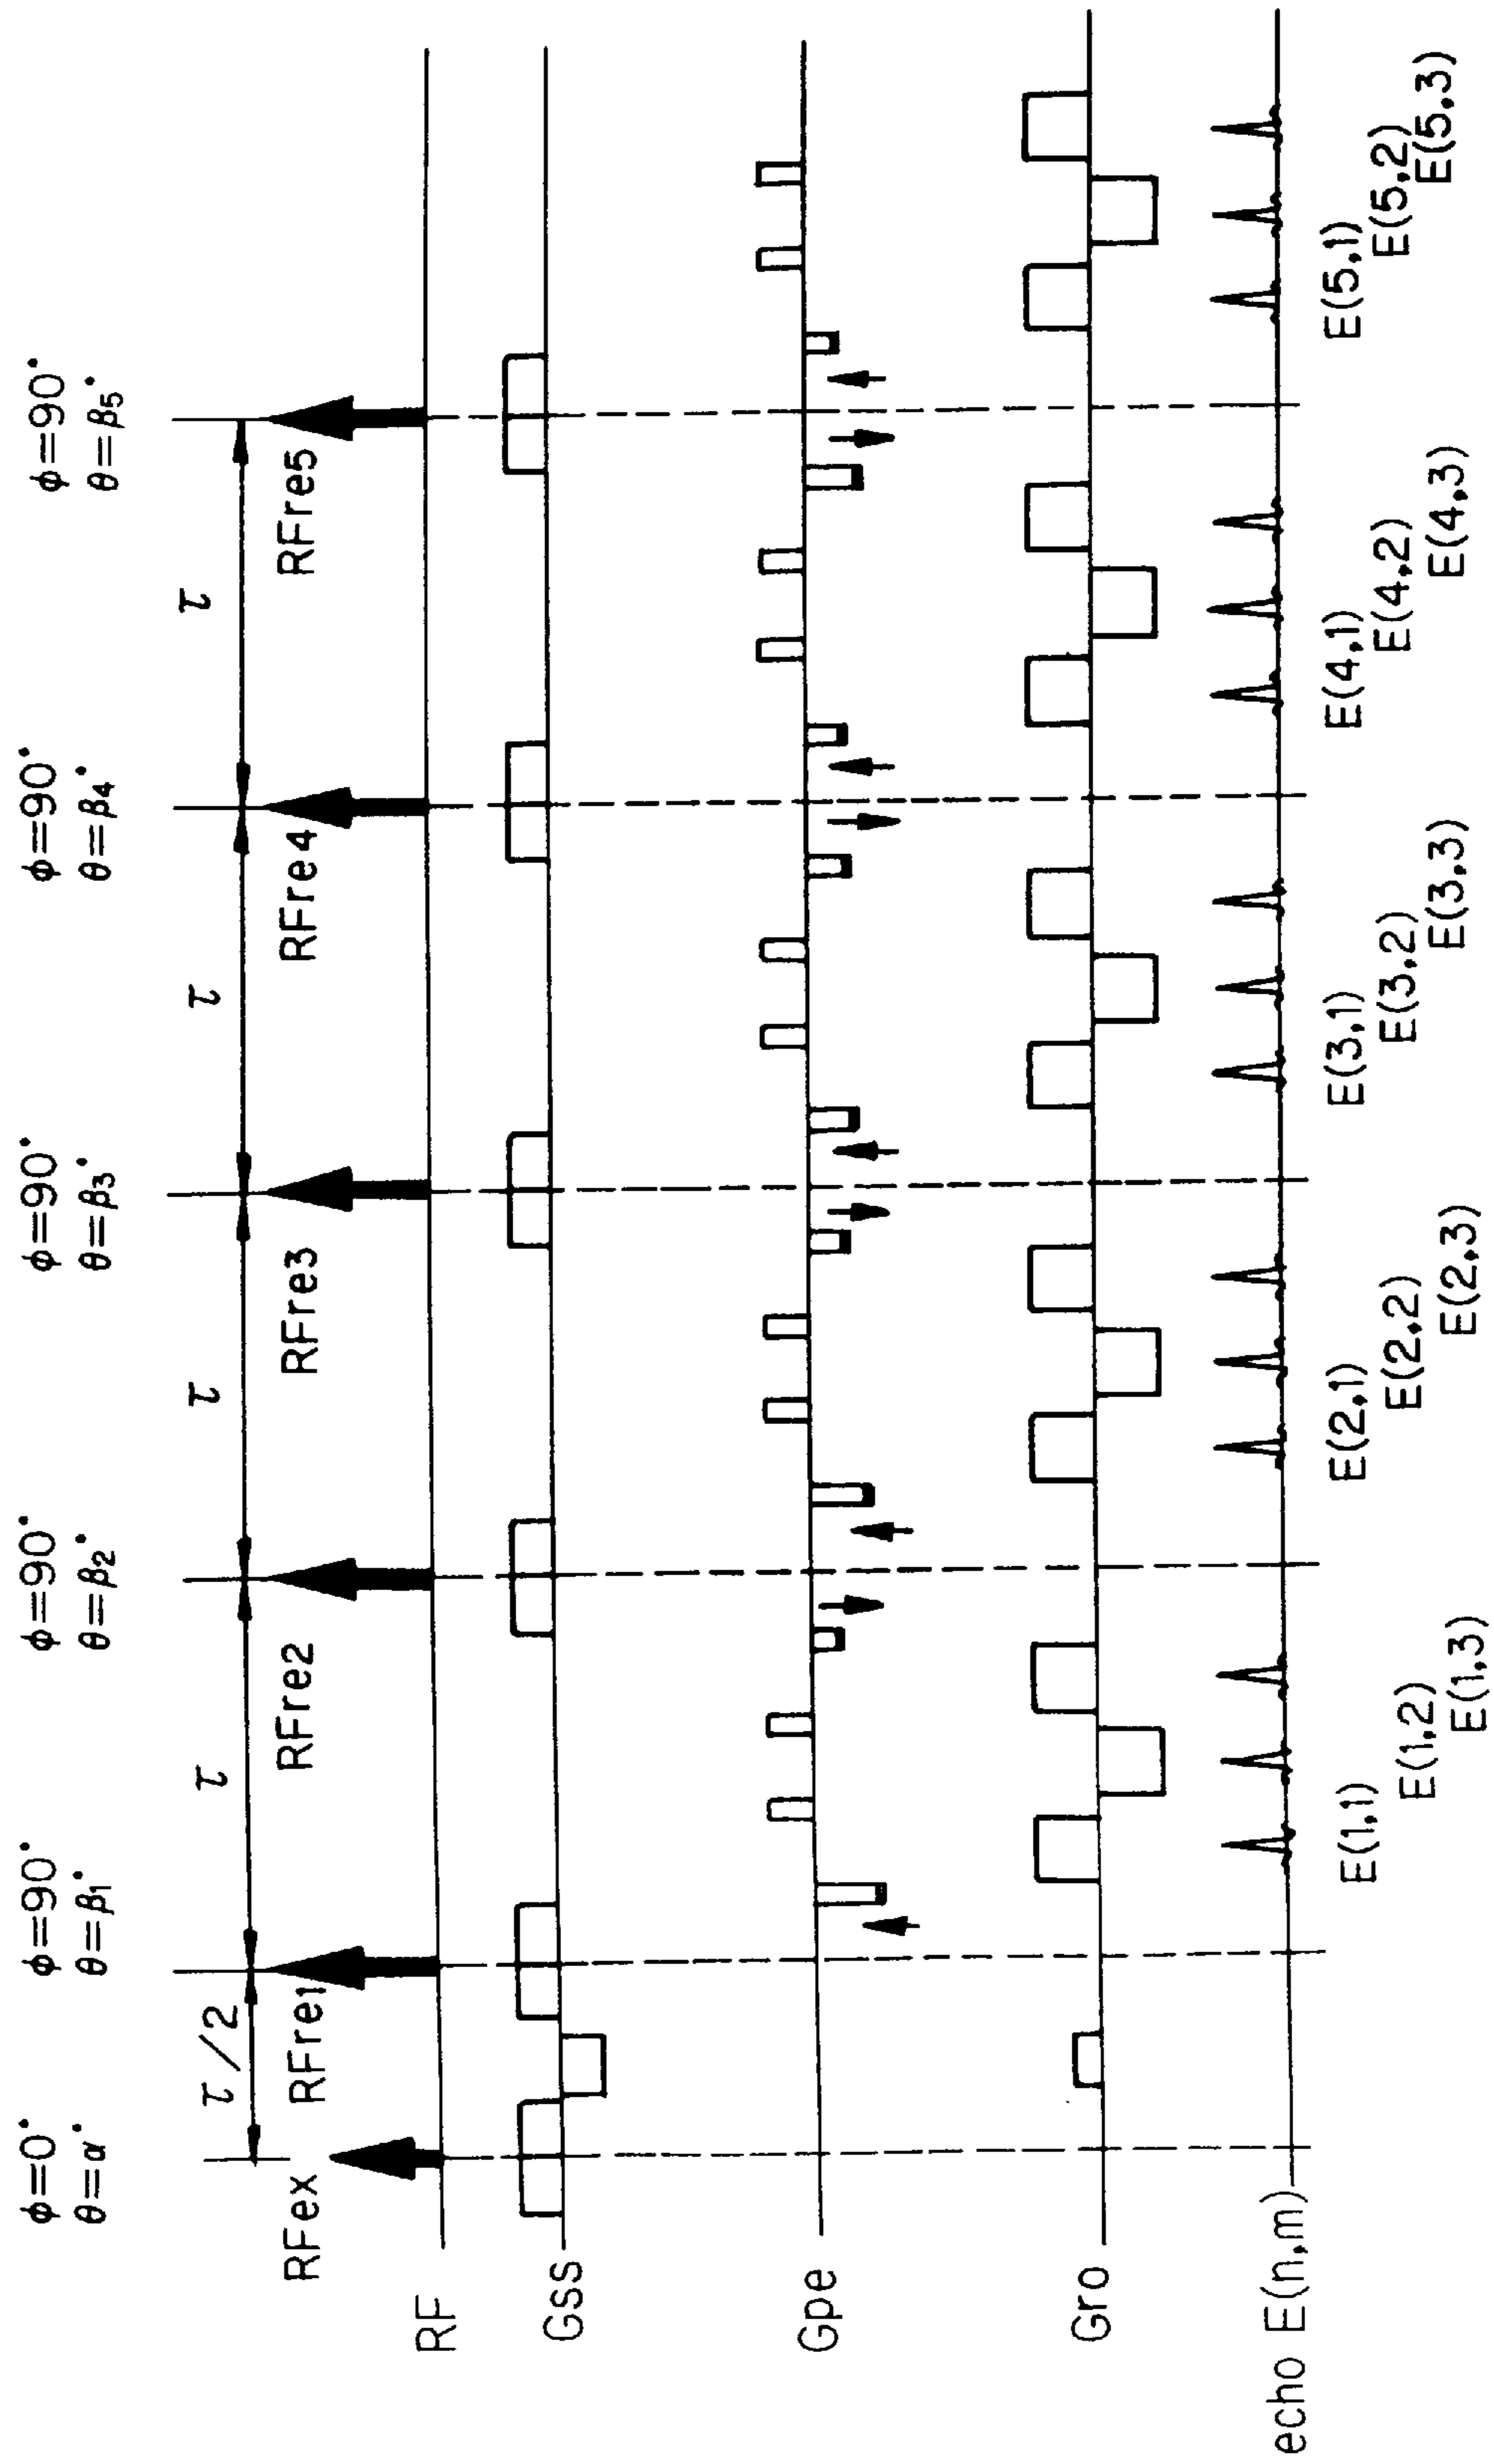 φ=0°
θ=α°
φ=90°
θ=β1°
φ=90°
θ=β2°
φ=90°
θ=β3°
φ=90°
θ=β4°
φ=90°
θ=β5°
τ/2
τ
τ
τ
τ
RFex
RFre1
RFre2
RFre3
RFre4
RFre5
RF
Gss
Gpe
Gro
echo E(n,m)
E(1,1)
E(1,2)
E(1,3)
E(2,1)
E(2,2)
E(2,3)
E(3,1)
E(3,2)
E(3,3)
E(4,1)
E(4,2)
E(4,3)
E(5,1)
E(5,2)
E(5,3)